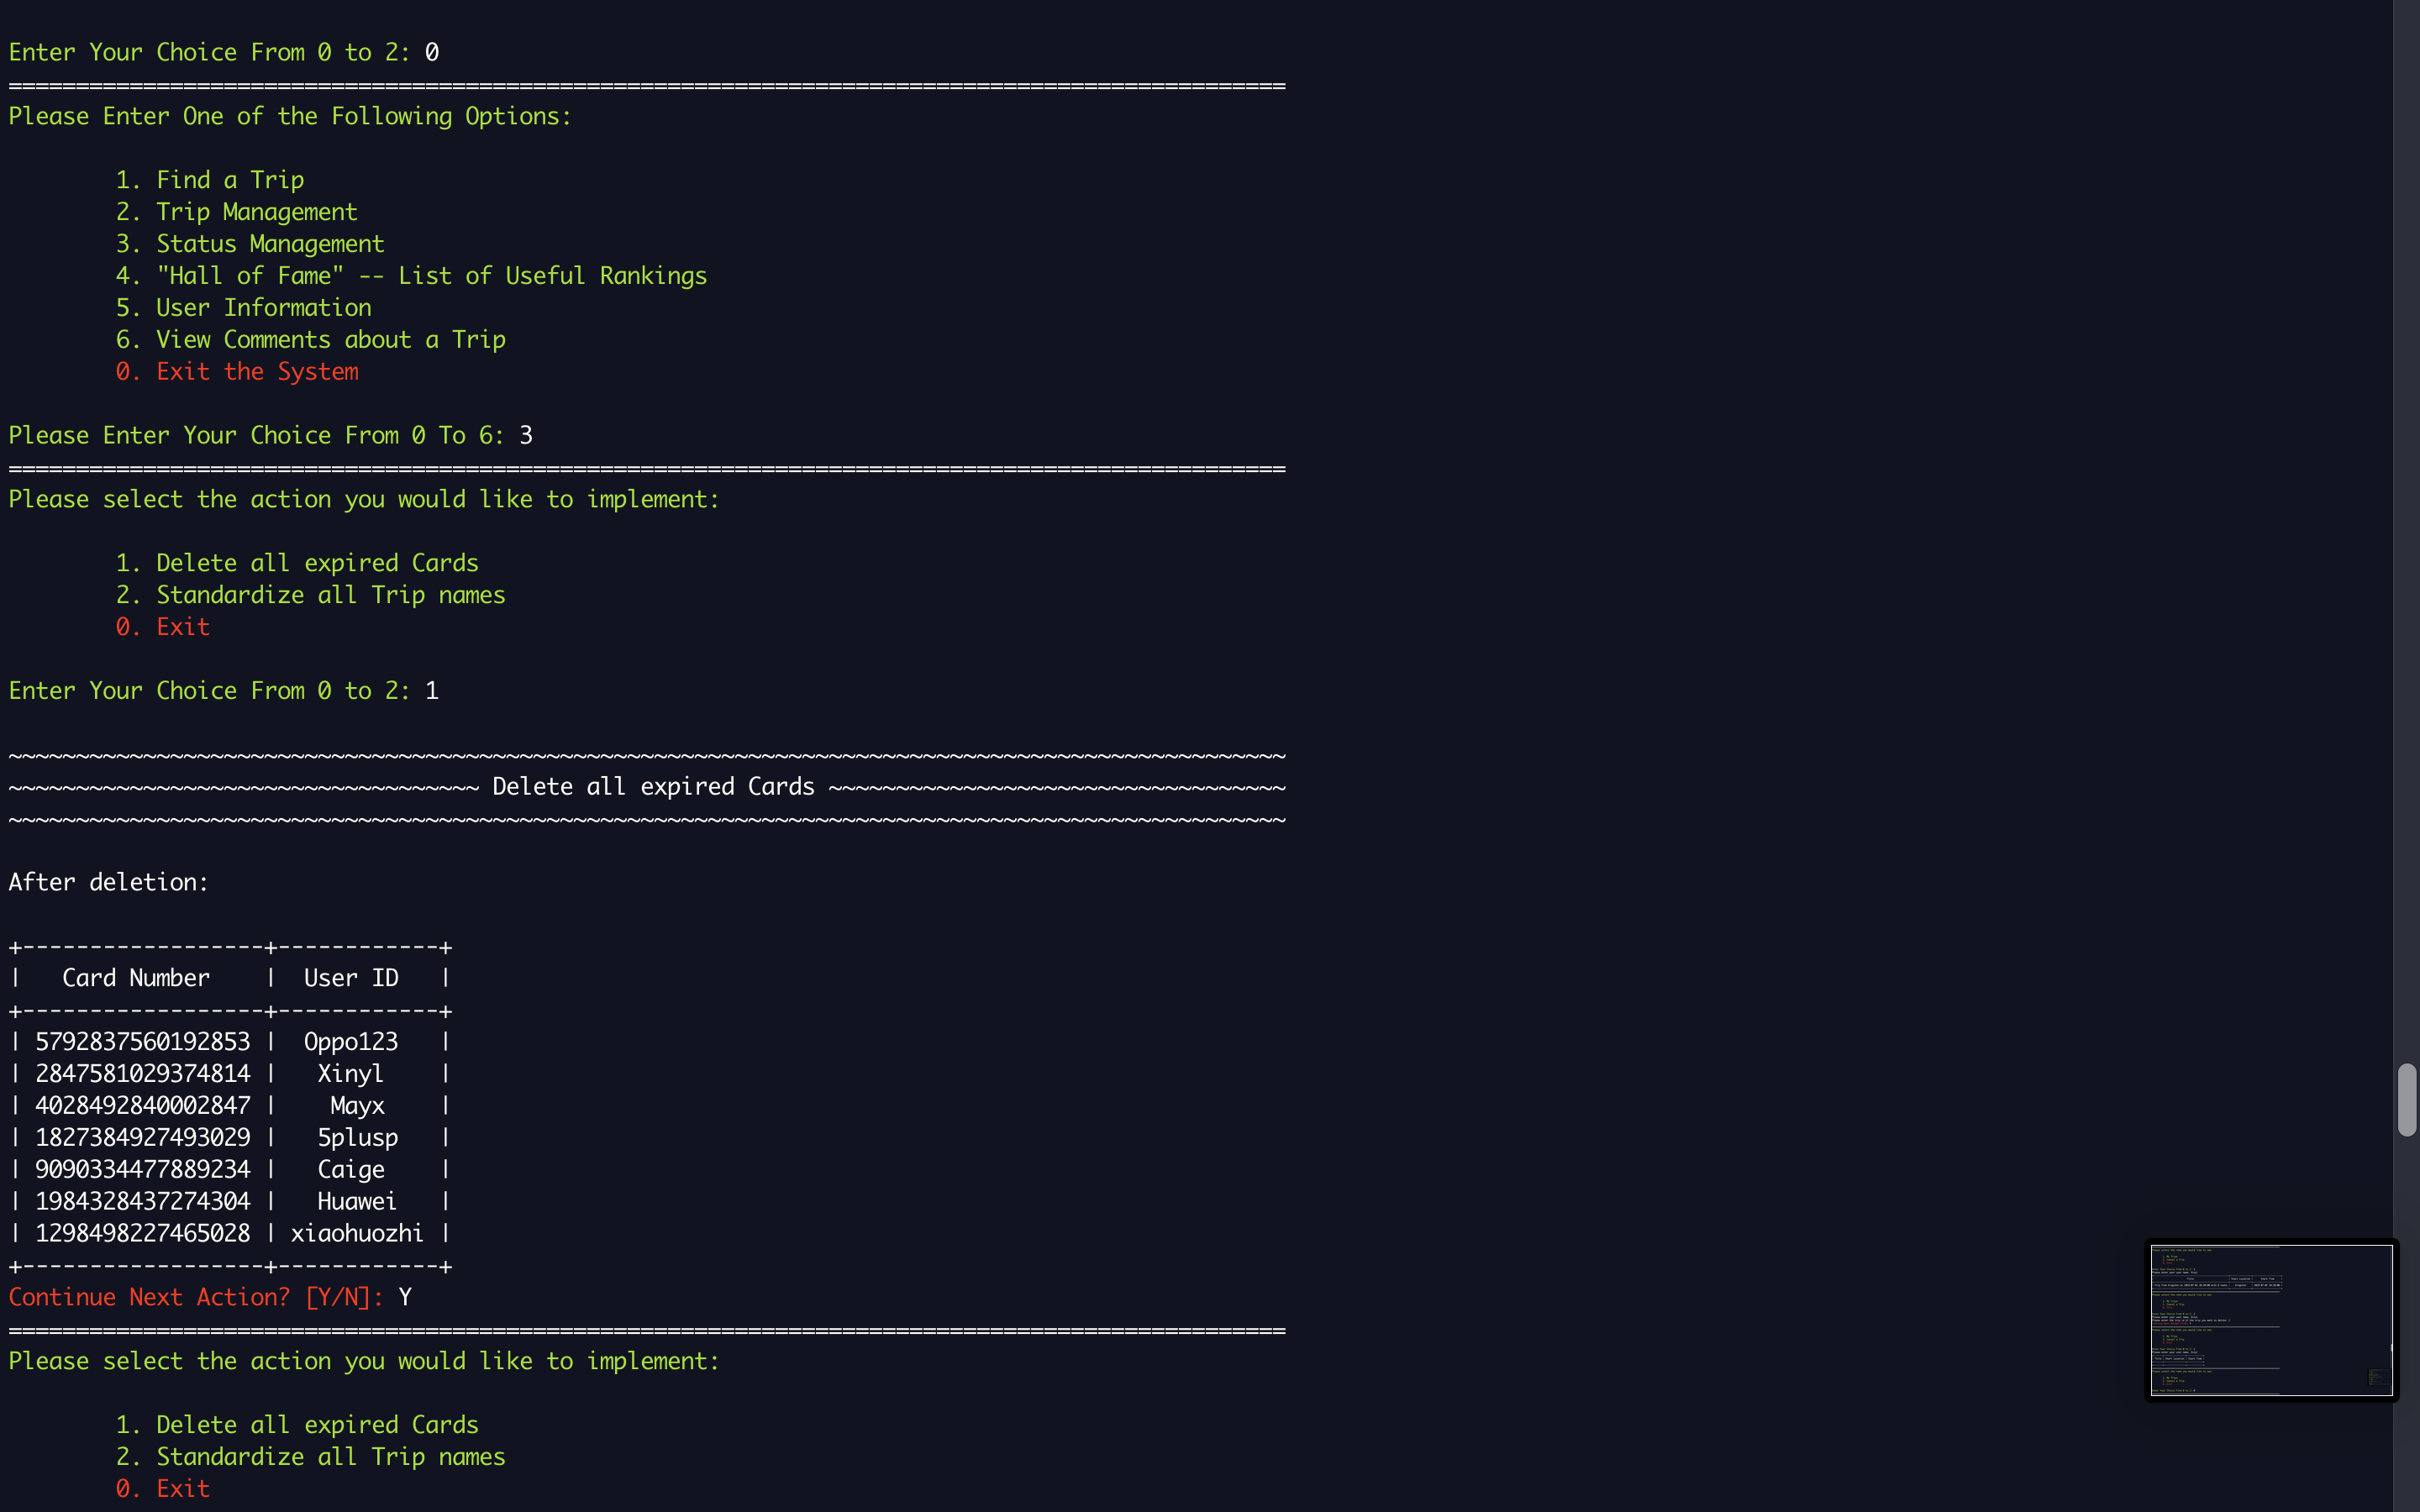 Enter Your Choice From 0 to 2: 0
===============================================================================================
Please Enter One of the Following Options:
1. Find a Trip
2. Trip Management
3. Status Management
4. "Hall of Fame" -- List of Useful Rankings
5. User Information
6. View Comments about a Trip
0. Exit the System
Please Enter Your Choice From 0 To 6: 3
===============================================================================================
Please select the action you would like to implement:
1. Delete all expired Cards
2. Standardize all Trip names
0. Exit
Enter Your Choice From 0 to 2: 1
~~~~~~~~~~~~~~~~~~~~~~~~~~~~~~~~~~~~~~~~~~~~~~~~~~~~~~~~~~~~~~~~~~~~~~~~~~~~~~~~~~~~~~~~~~~~~~~
~~~~~~~~~~~~~~~~~~~~~~~~~~~~~~~~~~~ Delete all expired Cards ~~~~~~~~~~~~~~~~~~~~~~~~~~~~~~~~~~
~~~~~~~~~~~~~~~~~~~~~~~~~~~~~~~~~~~~~~~~~~~~~~~~~~~~~~~~~~~~~~~~~~~~~~~~~~~~~~~~~~~~~~~~~~~~~~~
After deletion:
+------------------+------------+
|   Card Number    |  User ID   |
+------------------+------------+
| 5792837560192853 |  Oppo123   |
| 2847581029374814 |   Xinyl    |
| 4028492840002847 |    Mayx    |
| 1827384927493029 |   5plusp   |
| 9090334477889234 |   Caige    |
| 1984328437274304 |   Huawei   |
| 1298498227465028 | xiaohuozhi |
+------------------+------------+
Continue Next Action? [Y/N]: Y
===============================================================================================
Please select the action you would like to implement:
1. Delete all expired Cards
2. Standardize all Trip names
0. Exit